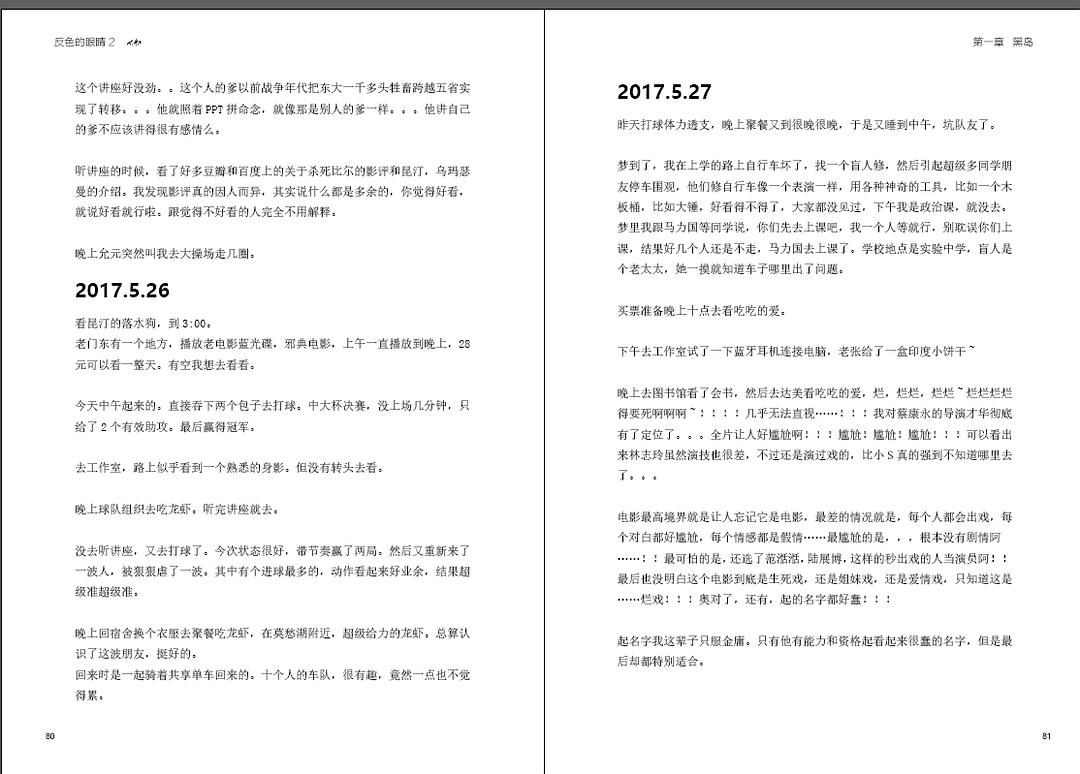 反色的眼睛2
这个讲座好没劲。。这个人的爹以前战争年代把东大一千多头牲畜跨越五省实
现了转移。。。他就照着PPT拼命念，就像那是别人的爹一样。。。他讲自己
的爹不应该讲得很有感情么。
听讲座的时候，看了好多豆瓣和百度上的关于杀死比尔的影评和昆汀，乌玛瑟
曼的介绍。我发现影评真的因人而异，其实说什么都是多余的，你觉得好看，
就说好看就行啦。跟觉得不好看的人完全不用解释。
晚上允元突然叫我去大操场走几圈。
2017.5.26
看昆汀的落水狗，到3:00。
老门东有一个地方，播放老电影蓝光碟，邪典电影，上午一直播放到晚上，28
元可以看一整天。有空我想去看看。
今天中午起来的。直接吞下两个包子去打球。中大杯决赛，没上场几分钟，只
给了2个有效助攻。最后赢得冠军。
去工作室，路上似乎看到一个熟悉的身影。但没有转头去看。
晚上球队组织去吃龙虾。听完讲座就去。
没去听讲座，又去打球了。今次状态很好，带节奏赢了两局。然后又重新来了
一波人，被狠狠虐了一波。其中有个进球最多的，动作看起来好业余，结果超
级准超级准。
晚上回宿舍换个衣服去聚餐吃龙虾，在莫愁湖附近，超级给力的龙虾。总算认
识了这波朋友，挺好的。
回来时是一起骑着共享单车回来的。十个人的车队，很有趣，竟然一点也不觉
得累。
80
第一章 黑岛
2017.5.27
昨天打球体力透支，晚上聚餐又到很晚很晚，于是又睡到中午，坑队友了。
梦到了，我在上学的路上自行车坏了，找一个盲人修，然后引起超级多同学朋
友停车围观，他们修自行车像一个表演一样，用各种神奇的工具，比如一个木
板桶，比如大锤，好看得不得了，大家都没见过，下午我是政治课，就没去。
梦里我跟马力国等同学说，你们先去上课吧，我一个人等就行，别耽误你们上
课，结果好几个人还是不走，马力国去上课了。学校地点是实验中学，盲人是
个老太太，她一摸就知道车子哪里出了问题。
买票准备晚上十点去看吃吃的爱。
下午去工作室试了一下蓝牙耳机连接电脑，老张给了一盒印度小饼干~
晚上去图书馆看了会书，然后去达美看吃吃的爱，烂，烂烂，烂烂~烂烂烂烂
得要死啊啊啊~！！！！几乎无法直视……！！！我对蔡康永的导演才华彻底
有了定位了。。。全片让人好尴尬啊！！！尴尬！尴尬！尴尬！！！可以看出
来林志玲虽然演技也很差，不过还是演过戏的，比小S真的强到不知道哪里去
了。。。
电影最高境界就是让人忘记它是电影，最差的情况就是，每个人都会出戏，每
个对白都好尴尬，每个情感都是假情……最尴尬的是，，，根本没有剧情阿
……！！最可怕的是，还选了范湉湉，陆展博，这样的秒出戏的人当演员阿！！
最后也没明白这个电影到底是生死戏，还是姐妹戏，还是爱情戏，只知道这是
……烂戏！！！奥对了，还有，起的名字都好蠢！！！
起名字我这辈子只服金庸。只有他有能力和资格起看起来很蠢的名字，但是最
后却都特别适合。
81